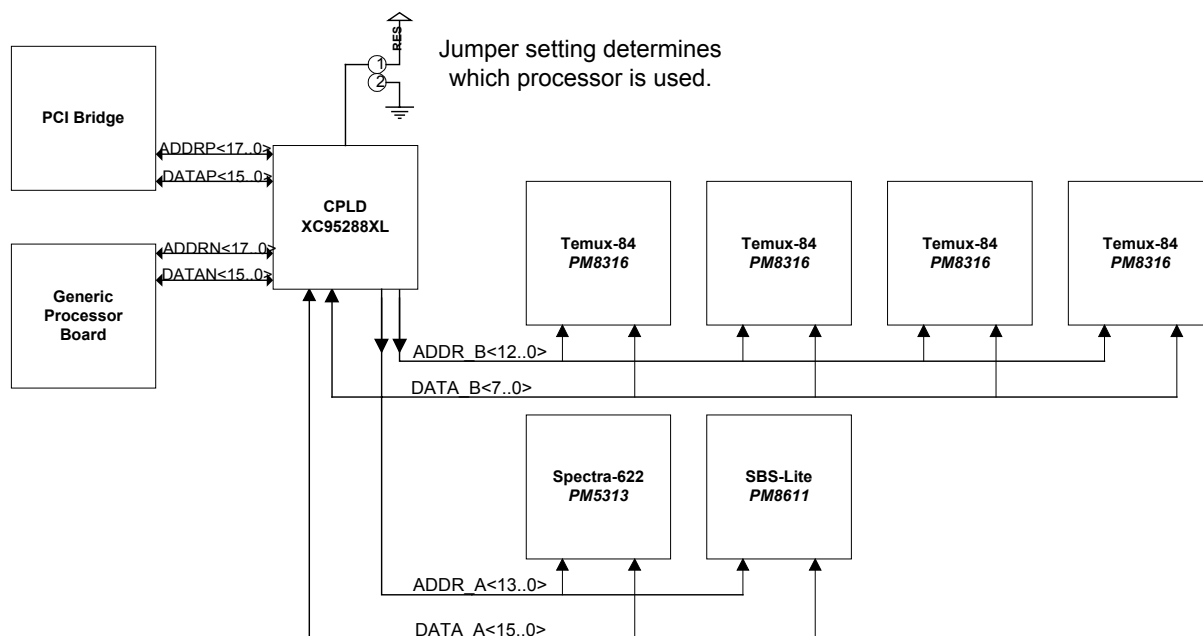 RES
1
2
Jumper setting determines
which processor is used.
PCI Bridge
ADDRP<17..0>
DATAP<15..0>
CPLD
XC95288XL
ADDRN<17..0>
DATAN<15..0>
Generic
Processor
Board
Temux-84
PM8316
Temux-84
PM8316
Temux-84
PM8316
Temux-84
PM8316
ADDR_B<12..0>
DATA_B<7..0>
Spectra-622
PM5313
SBS-Lite
PM8611
ADDR_A<13..0>
DATA_A<15..0>